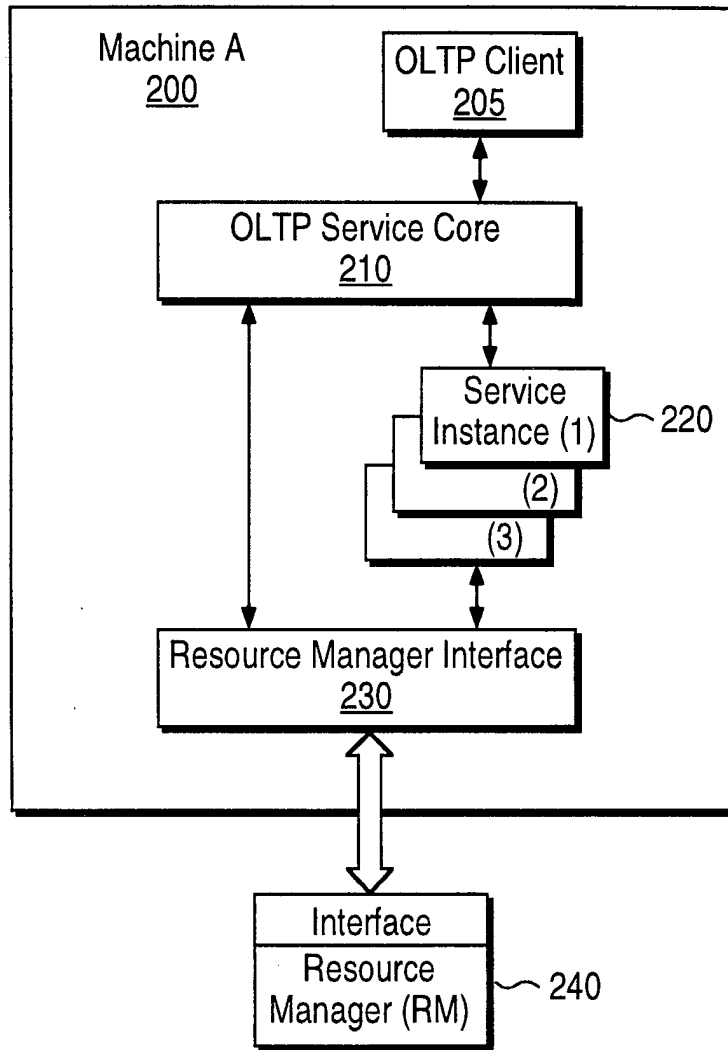 Machine A
200
OLTP Client
205
OLTP Service Core
210
Service
Instance (1)
220
(2)
(3)
Resource Manager Interface
230
Interface
Resource
Manager (RM)
240